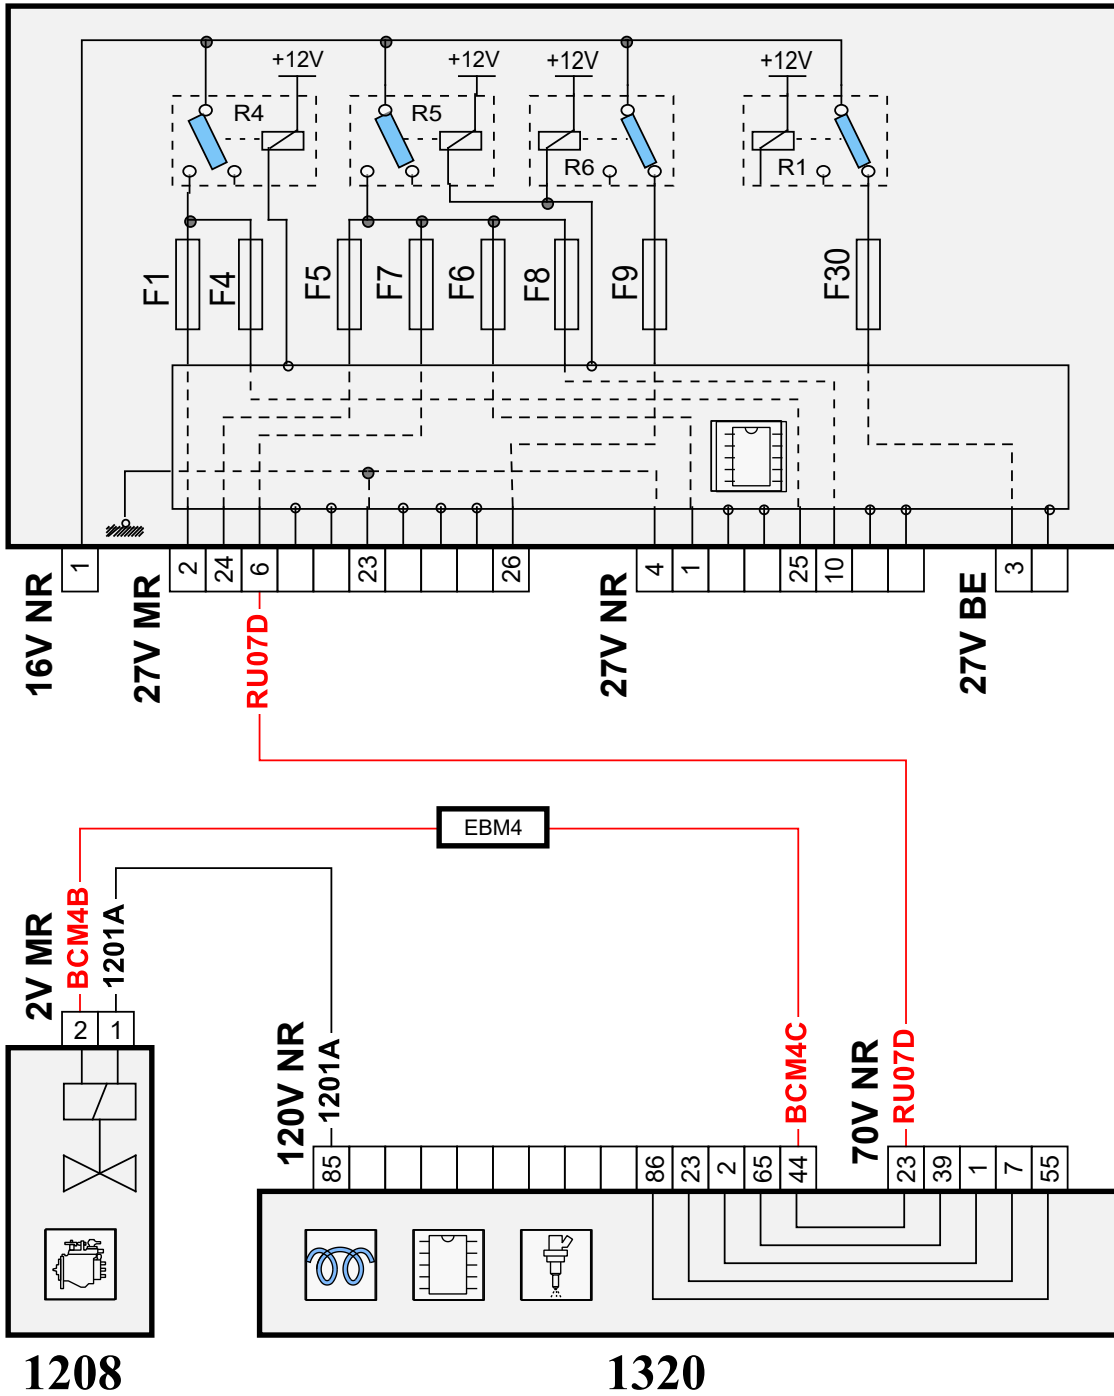 +12V +12V +12V +12V
R4 R5 R6 R1
F1 F4 F5 F7 F6 F8 F9 F30
1 2 24 6 23 26 4 1 25 10 3
16V NR
27V MR
27V NR
27V BE
RU07D
EBM4
2V MR
BCM4B
1201A
2 1
120V NR
1201A
BCM4C
70V NR
RU07D
85 86 23 2 65 44 23 39 1 7 55
1208 1320